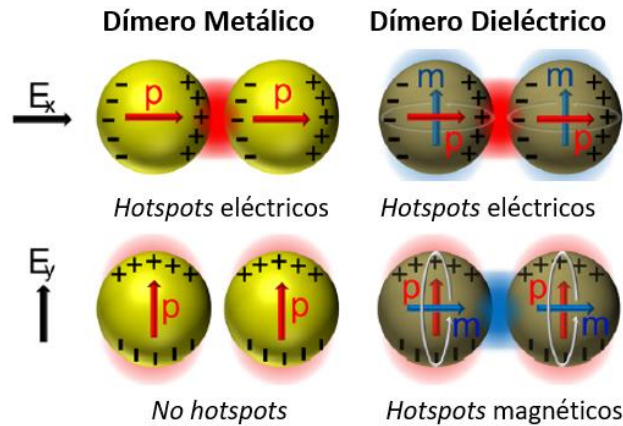 Dímero Metálico Dímero Dieléctrico
Ex
p p
m m
p p
Hotspots eléctricos Hotspots eléctricos
Ey
p p
p p
m m
No hotspots Hotspots magnéticos